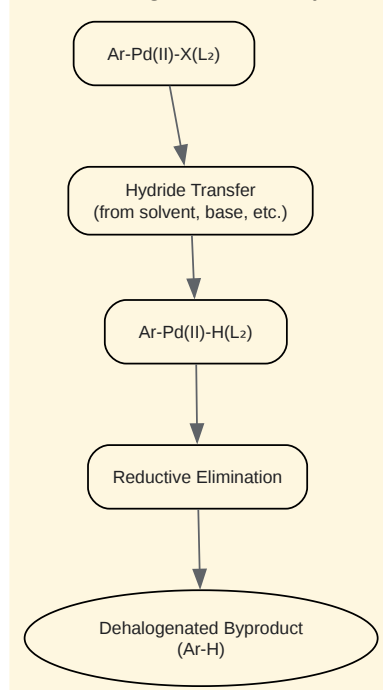 Ar-Pd(II)-X(L₂)
Hydride Transfer
(from solvent, base, etc.)
Ar-Pd(II)-H(L₂)
Reductive Elimination
Dehalogenated Byproduct
(Ar-H)